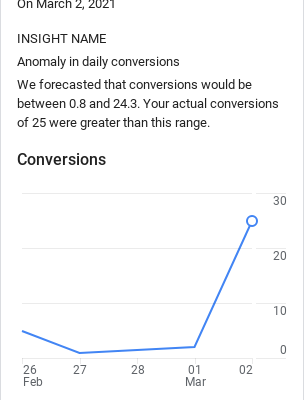 On March 2, 2021
INSIGHT NAME
Anomaly in daily conversions
We forecasted that conversions would be
between 0.8 and 24.3. Your actual conversions
of 25 were greater than this range.
Conversions
30
20
10
0
26 27 28 01 02
Feb Mar